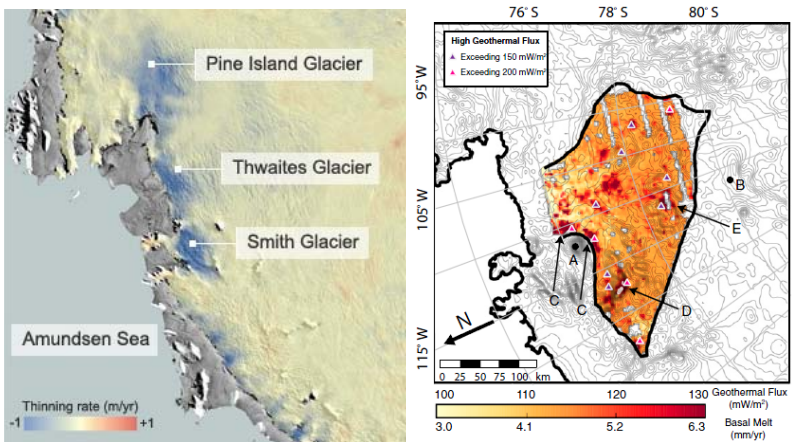 Pine Island Glacier
Thwaites Glacier
Smith Glacier
Amundsen Sea
Thinning rate (m/yr)
-1 +1
76° S 78° S 80° S
High Geothermal Flux
Exceeding 150 mW/m²
Exceeding 200 mW/m²
95°W
105°W
115°W
B
E
A
C C
D
N
0 25 50 75 100 km
100 110 120 130 Geothermal Flux
(mW/m²)
3.0 4.1 5.2 6.3 Basal Melt
(mm/yr)